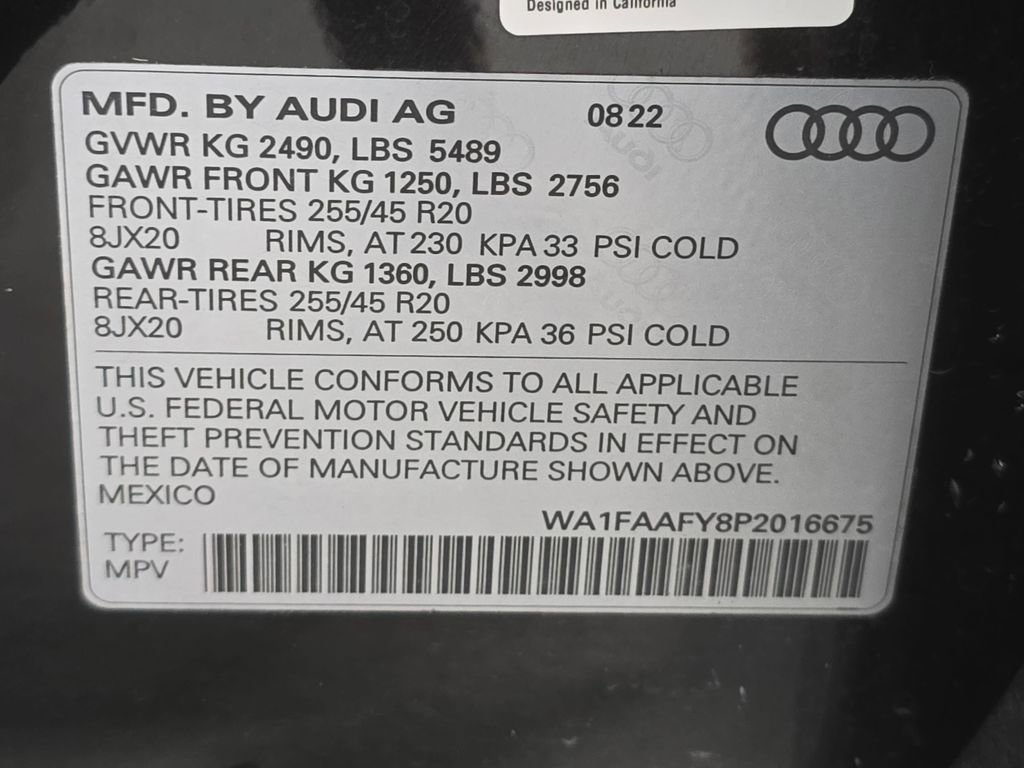 Designed in California
MFD. BY AUDI AG 08 22
GVWR KG 2490, LBS 5489
GAWR FRONT KG 1250, LBS 2756
FRONT-TIRES 255/45 R20
8JX20 RIMS, AT 230 KPA 33 PSI COLD
GAWR REAR KG 1360, LBS 2998
REAR-TIRES 255/45 R20
8JX20 RIMS, AT 250 KPA 36 PSI COLD
THIS VEHICLE CONFORMS TO ALL APPLICABLE
U.S. FEDERAL MOTOR VEHICLE SAFETY AND
THEFT PREVENTION STANDARDS IN EFFECT ON
THE DATE OF MANUFACTURE SHOWN ABOVE.
MEXICO
WA1FAAFY8P2016675
TYPE:
MPV